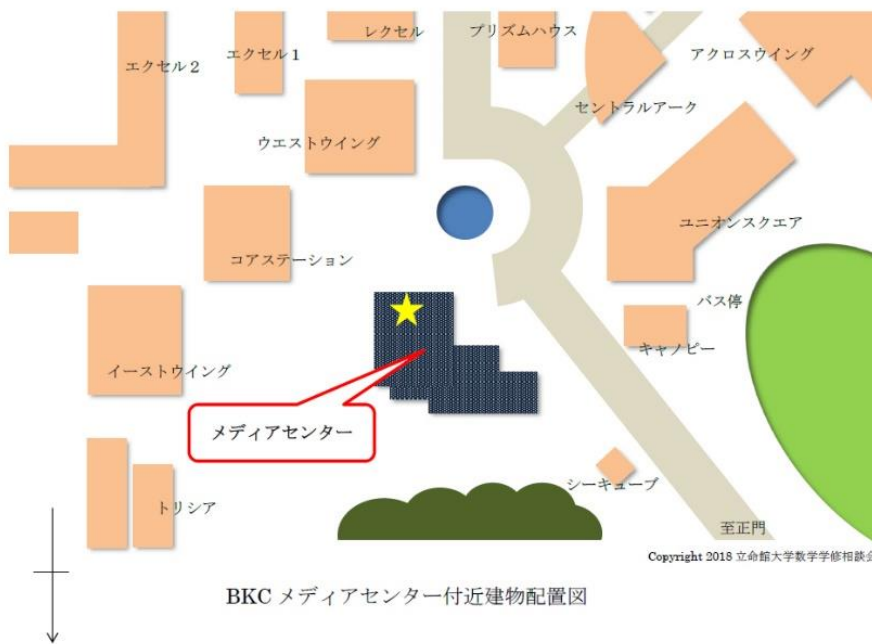 レクセル
プリズムハウス
エクセル1
アクロスウイング
エクセル2
セントラルアーク
ウエストウイング
ユニオンスクエア
コアステーション
バス停
キャノピー
イーストウイング
メディアセンター
シーキューブ
トリシア
至正門
Copyright 2018 立命館大学数学学修相談会
BKC メディアセンター付近建物配置図